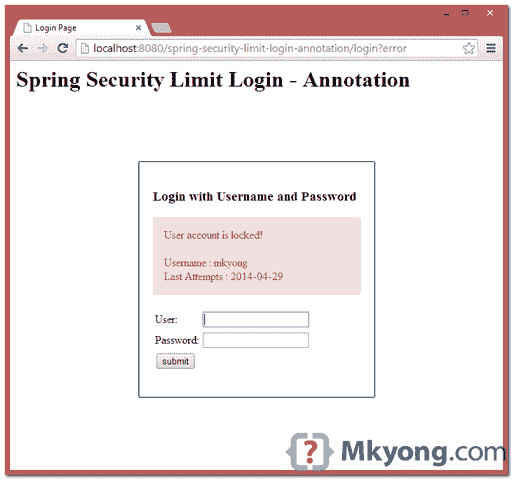 Login Page
localhost:8080/spring-security-limit-login-annotation/login?error
Spring Security Limit Login - Annotation
Login with Username and Password
User account is locked!
Username : mkyong
Last Attempts : 2014-04-29
User:
Password:
submit
{?} Mkyong.com